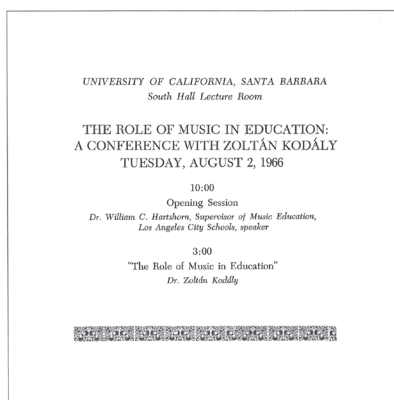 UNIVERSITY OF CALIFORNIA, SANTA BARBARA
South Hall Lecture Room
THE ROLE OF MUSIC IN EDUCATION:
A CONFERENCE WITH ZOLTÁN KODÁLY
TUESDAY, AUGUST 2, 1966
10:00
Opening Session
Dr. William C. Hartshorn, Supervisor of Music Education,
Los Angeles City Schools, speaker
3:00
"The Role of Music in Education"
Dr. Zoltán Kodály